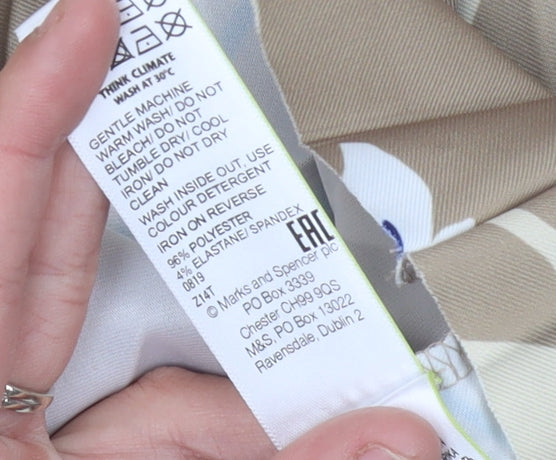 THINK CLIMATE
WASH AT 30°C
GENTLE MACHINE
WARM WASH/ DO NOT
BLEACH/ DO NOT
TUMBLE DRY/ COOL
IRON/ DO NOT DRY
CLEAN
WASH INSIDE OUT, USE
COLOUR DETERGENT
IRON ON REVERSE
96% POLYESTER
4% ELASTANE/ SPANDEX
0819
Z14T
EAC
© Marks and Spencer plc
PO Box 3339
Chester CH99 9QS
M&S, PO Box 13022
Ravensdale, Dublin 2